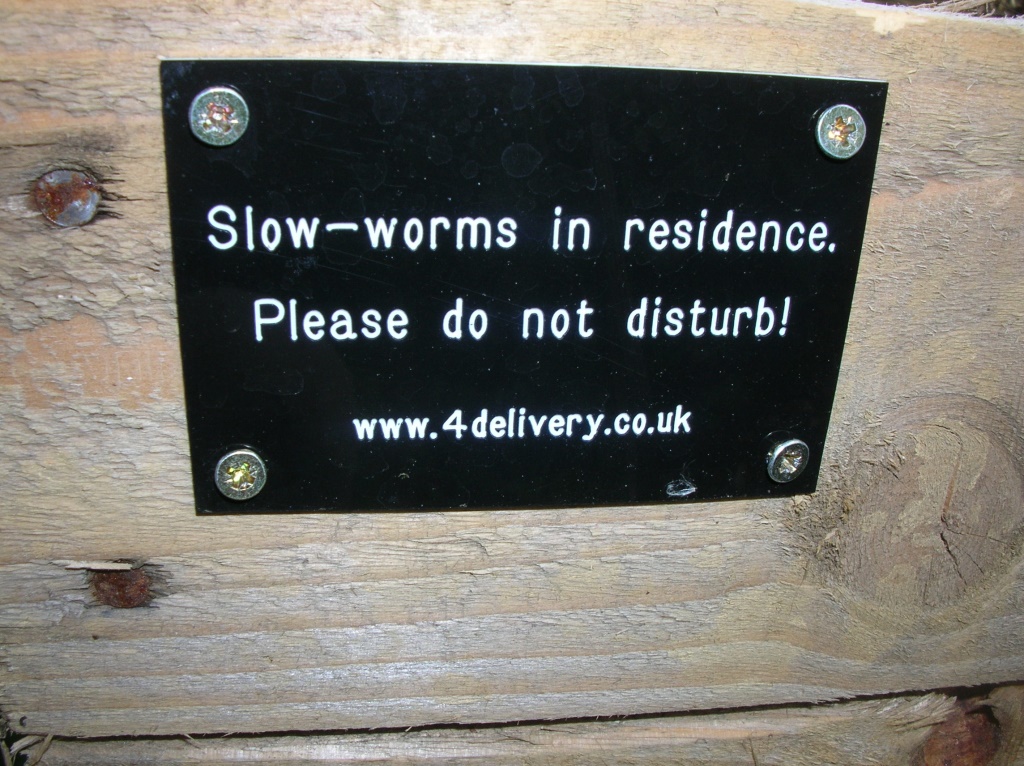 Slow-worms in residence.
Please do not disturb!
www.4delivery.co.uk